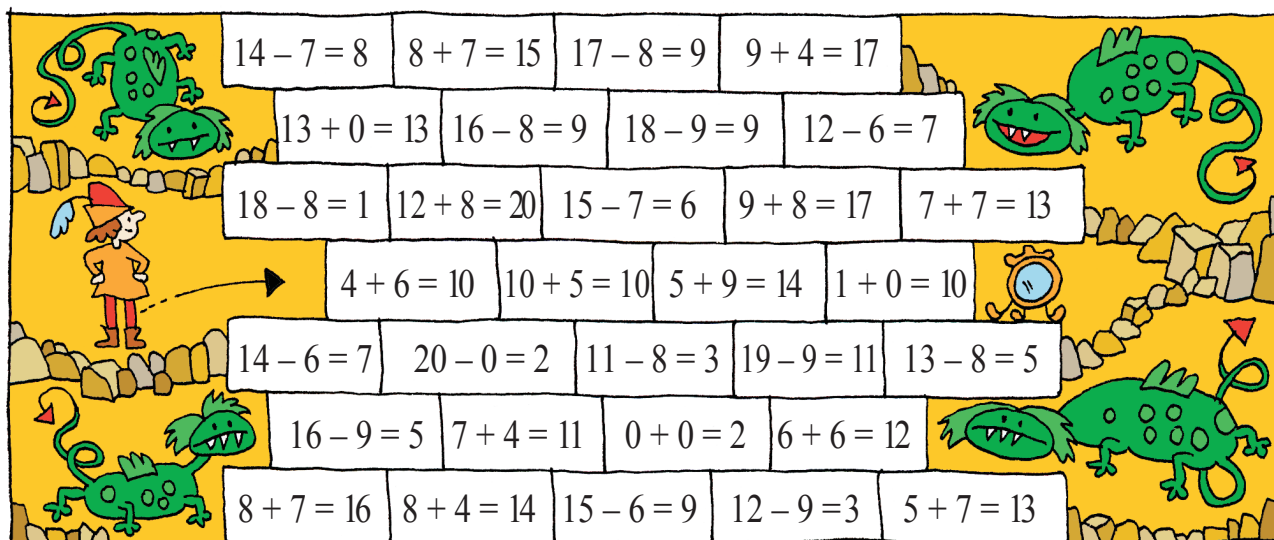 14 – 7 = 8 8 + 7 = 15 17 – 8 = 9 9 + 4 = 17
13 + 0 = 13 16 – 8 = 9 18 – 9 = 9 12 – 6 = 7
18 – 8 = 1 12 + 8 = 20 15 – 7 = 6 9 + 8 = 17 7 + 7 = 13
4 + 6 = 10 10 + 5 = 10 5 + 9 = 14 1 + 0 = 10
14 – 6 = 7 20 – 0 = 2 11 – 8 = 3 19 – 9 = 11 13 – 8 = 5
16 – 9 = 5 7 + 4 = 11 0 + 0 = 2 6 + 6 = 12
8 + 7 = 16 8 + 4 = 14 15 – 6 = 9 12 – 9 = 3 5 + 7 = 13